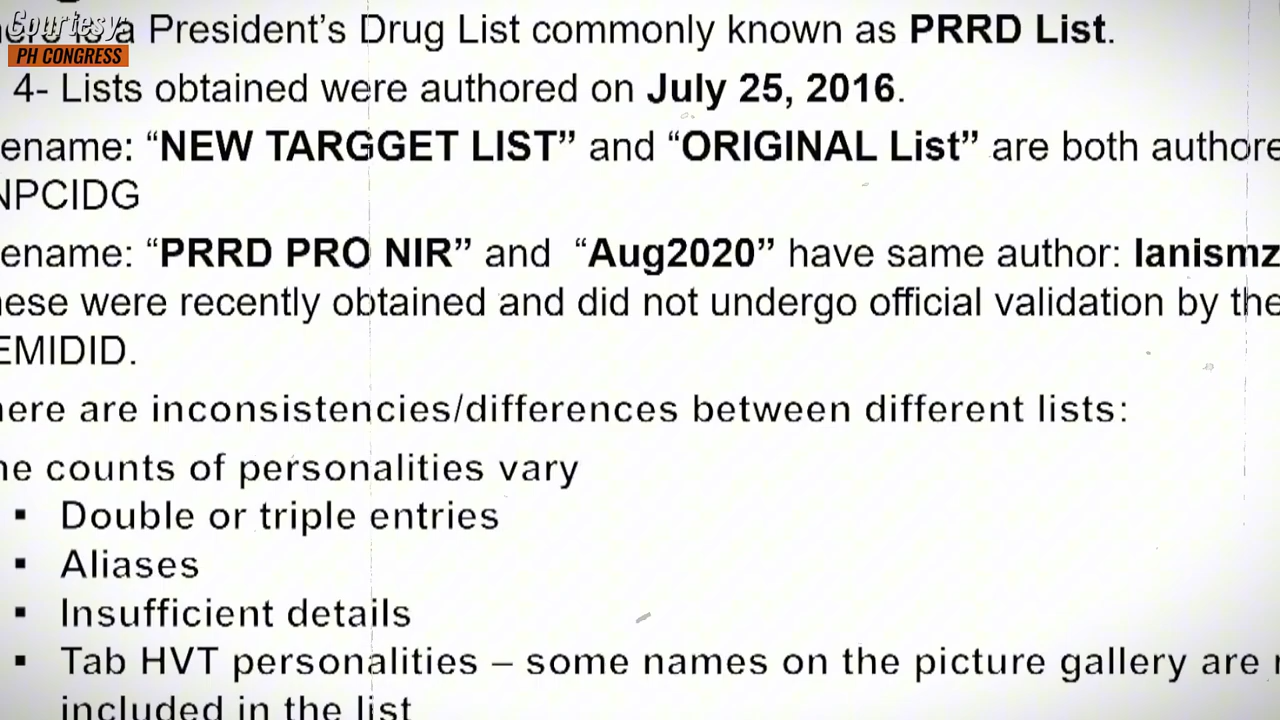 Courtesy:
PH CONGRESS
is a President's Drug List commonly known as PRRD List.
4- Lists obtained were authored on July 25, 2016.
ename: “NEW TARGGET LIST” and “ORIGINAL List” are both authore
NPCIDG
ename: “PRRD PRO NIR” and “Aug2020” have same author: lanismz
hese were recently obtained and did not undergo official validation by the
EMIDID.
here are inconsistencies/differences between different lists:
he counts of personalities vary
▪ Double or triple entries
▪ Aliases
▪ Insufficient details
▪ Tab HVT personalities – some names on the picture gallery are
included in the list